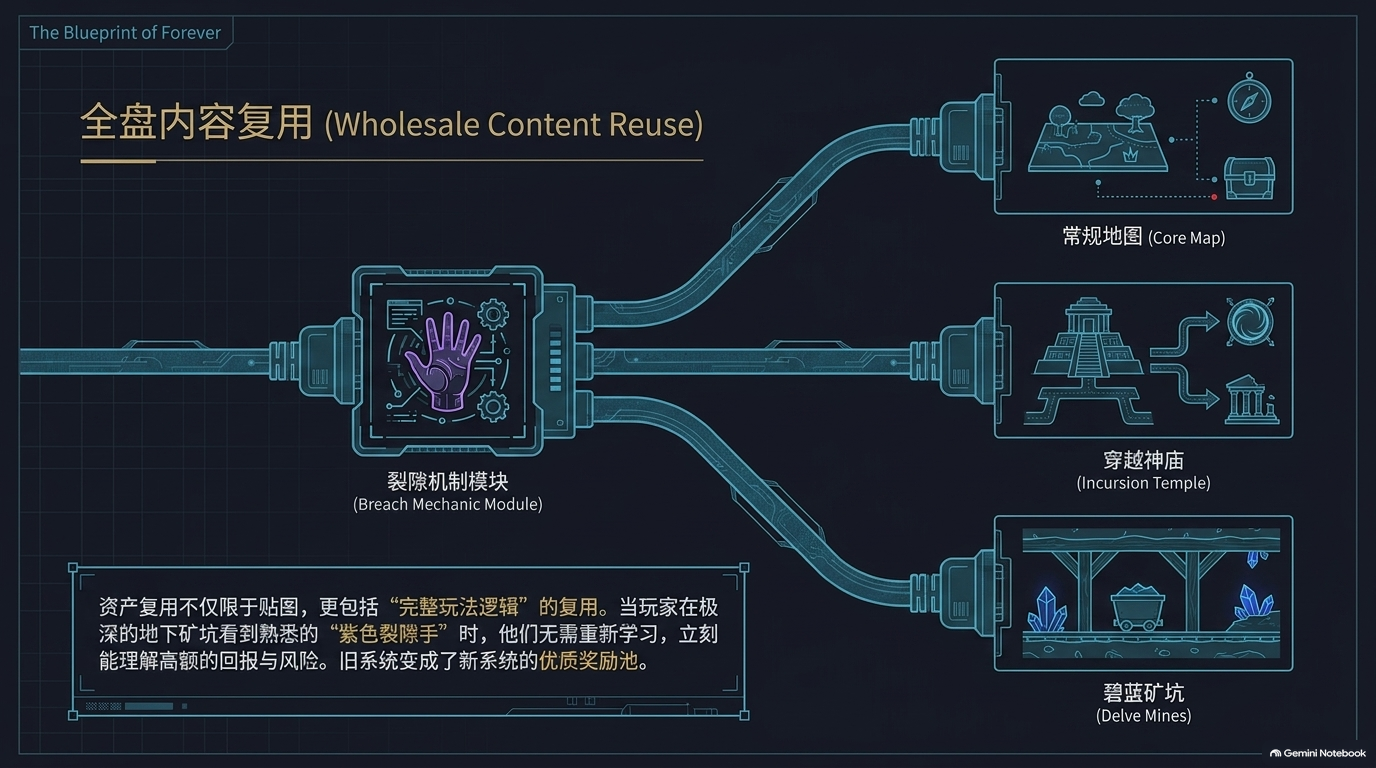 The Blueprint of Forever
全盘内容复用 (Wholesale Content Reuse)
常规地图 (Core Map)
穿越神庙
(Incursion Temple)
裂隙机制模块
(Breach Mechanic Module)
资产复用不仅限于贴图，更包括“完整玩法逻辑”的复用。当玩家在极
深的地下矿坑看到熟悉的“紫色裂隙手”时，他们无需重新学习，立刻
能理解高额的回报与风险。旧系统变成了新系统的优质奖励池。
碧蓝矿坑
(Delve Mines)
Gemini Notebook